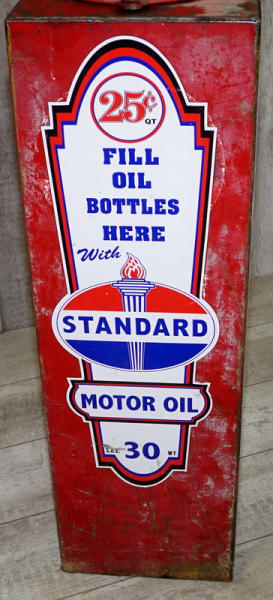 25¢
QT
FILL
OIL
BOTTLES
HERE
With
STANDARD
MOTOR OIL
S.A.E. 30 WT